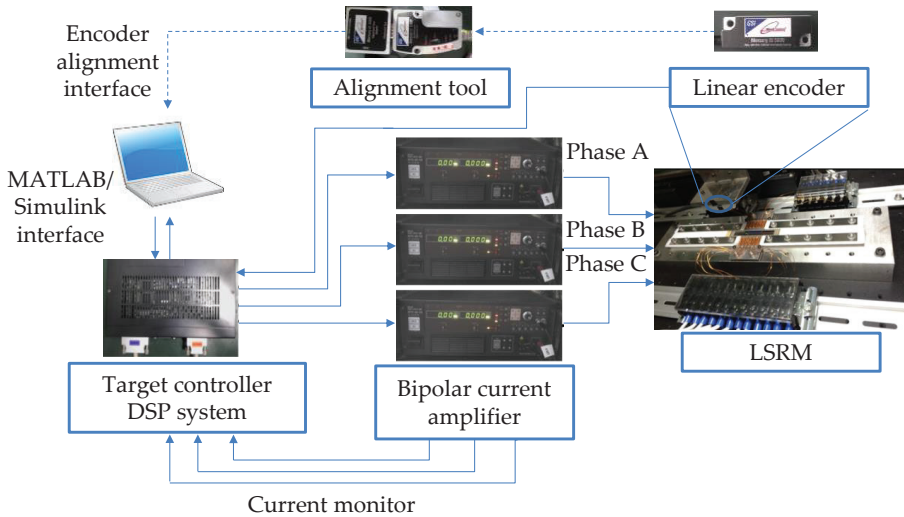 Encoder
alignment
interface
Alignment tool
Linear encoder
MATLAB/
Simulink
interface
Phase A
Phase B
Phase C
LSRM
Target controller
DSP system
Bipolar current
amplifier
Current monitor